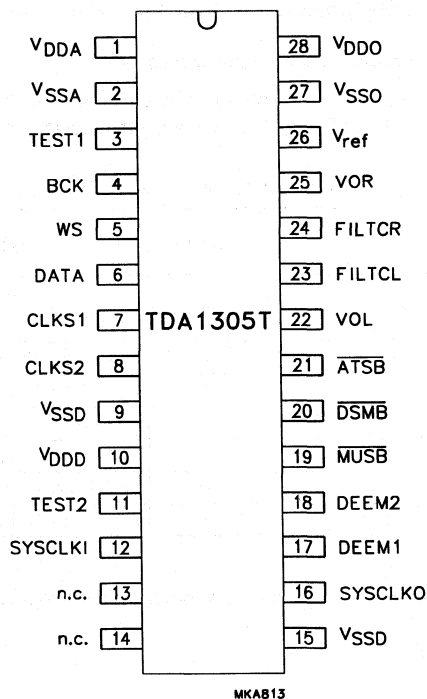 VDDA 1 28 VDDO
VSSA 2 27 VSSO
TEST1 3 26 Vref
BCK 4 25 VOR
WS 5 24 FILTCR
DATA 6 23 FILTCL
CLKS1 7 TDA1305T 22 VOL
CLKS2 8 21 ATSB
VSSD 9 20 DSMB
VDDD 10 19 MUSB
TEST2 11 18 DEEM2
SYSCLKI 12 17 DEEM1
n.c. 13 16 SYSCLKO
n.c. 14 15 VSSD
MKA813